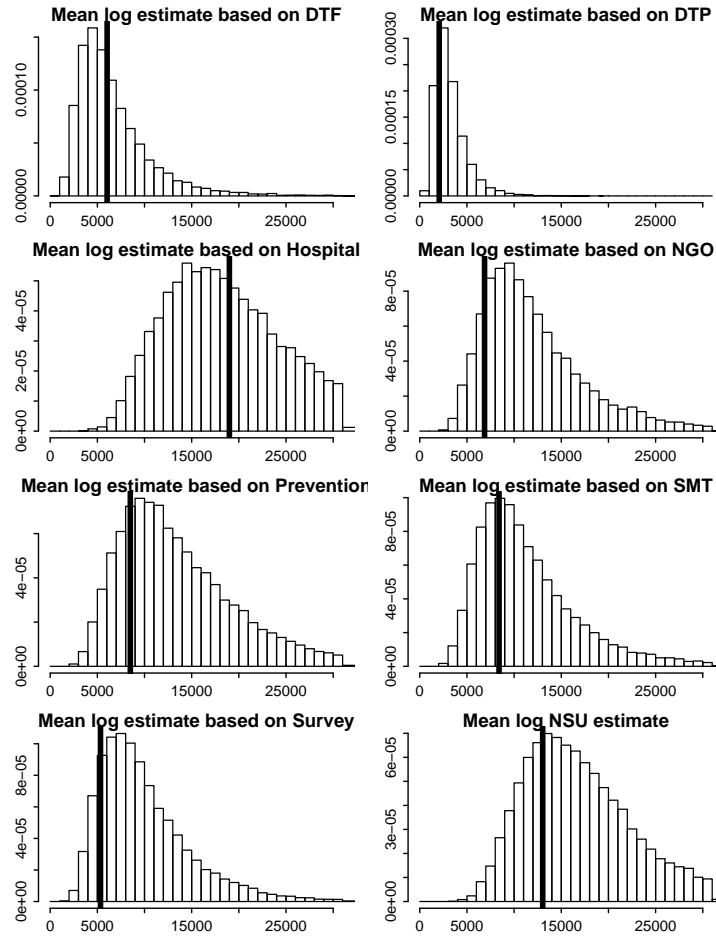 Mean log estimate based on DTF
0.00000 0.00010
5000 15000 25000
Mean log estimate based on DTP
0.00000 0.00015 0.00030
0 5000 15000 25000
Mean log estimate based on Hospital
0e+00 2e-05 4e-05
0 5000 15000 25000
Mean log estimate based on NGO
0e+00 4e-05 8e-05
0 5000 15000 25000
Mean log estimate based on Prevention
0e+00 4e-05
0 5000 15000 25000
Mean log estimate based on SMT
0e+00 4e-05 8e-05
0 5000 15000 25000
Mean log estimate based on Survey
0e+00 4e-05 8e-05
0 5000 15000 25000
Mean log NSU estimate
0e+00 3e-05 6e-05
0 5000 15000 25000